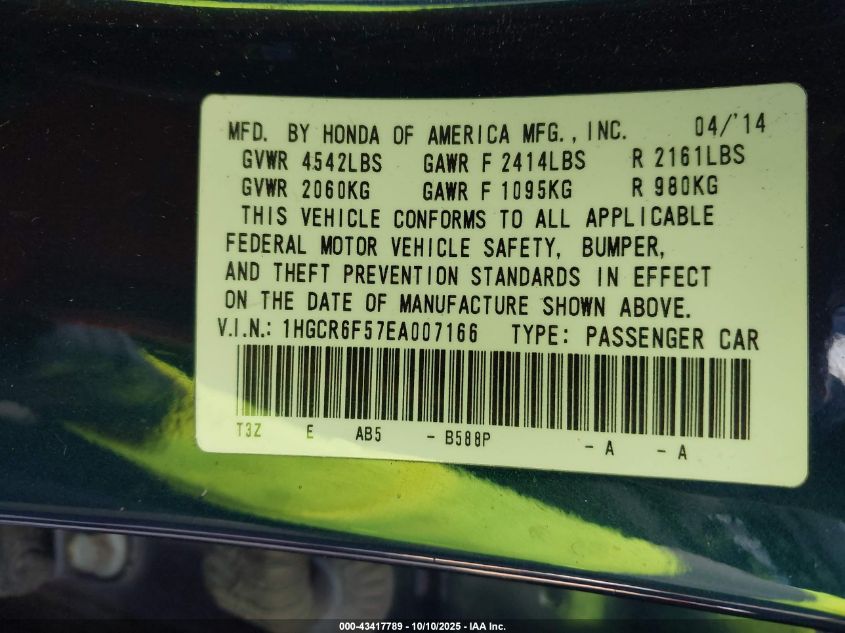 MFD. BY HONDA OF AMERICA MFG., INC. 04/'14
GVWR 4542LBS GAWR F 2414LBS R 2161LBS
GVWR 2060KG GAWR F 1095KG R 980KG
THIS VEHICLE CONFORMS TO ALL APPLICABLE
FEDERAL MOTOR VEHICLE SAFETY, BUMPER,
AND THEFT PREVENTION STANDARDS IN EFFECT
ON THE DATE OF MANUFACTURE SHOWN ABOVE.
V.I.N.: 1HGCR6F57EA007166 TYPE: PASSENGER CAR
T3Z E AB5 - B588P - A - A
000-43417789 - 10/10/2025 - IAA Inc.